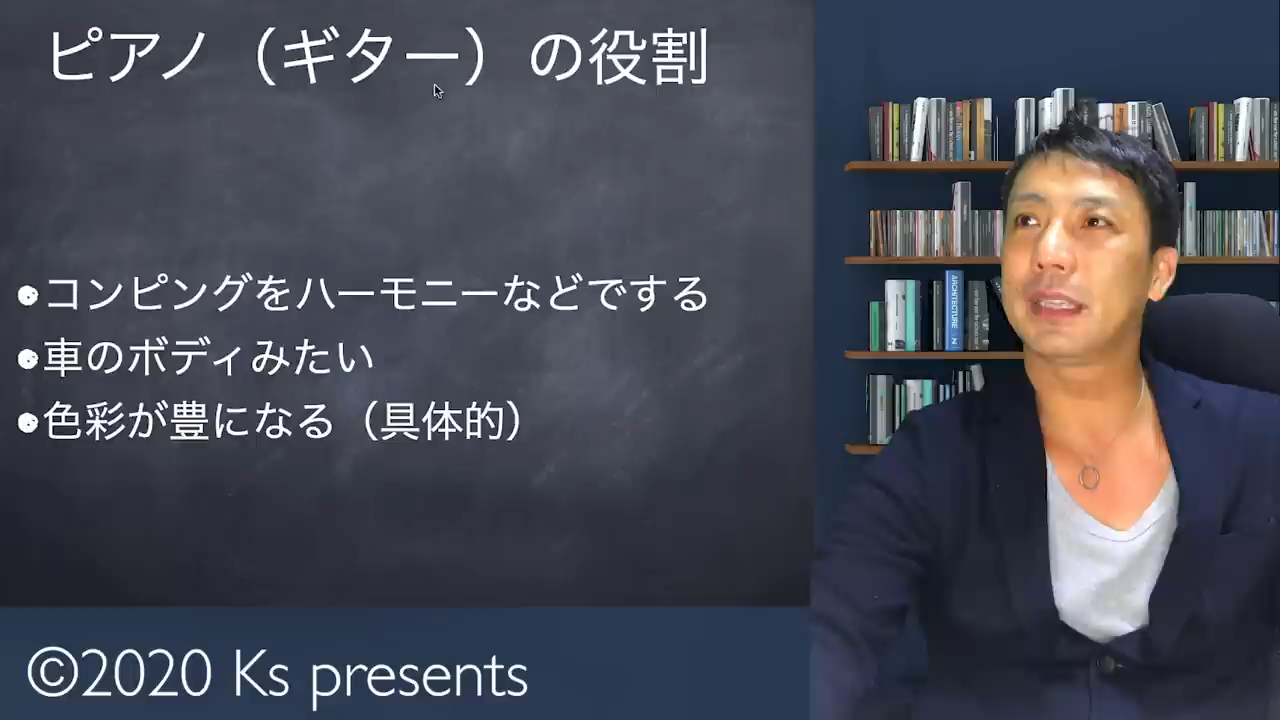 ピアノ（ギター）の役割
●コンピングをハーモニーなどでする
●車のボディみたい
●色彩が豊になる（具体的）
©2020 Ks presents
ARCHITECTURE